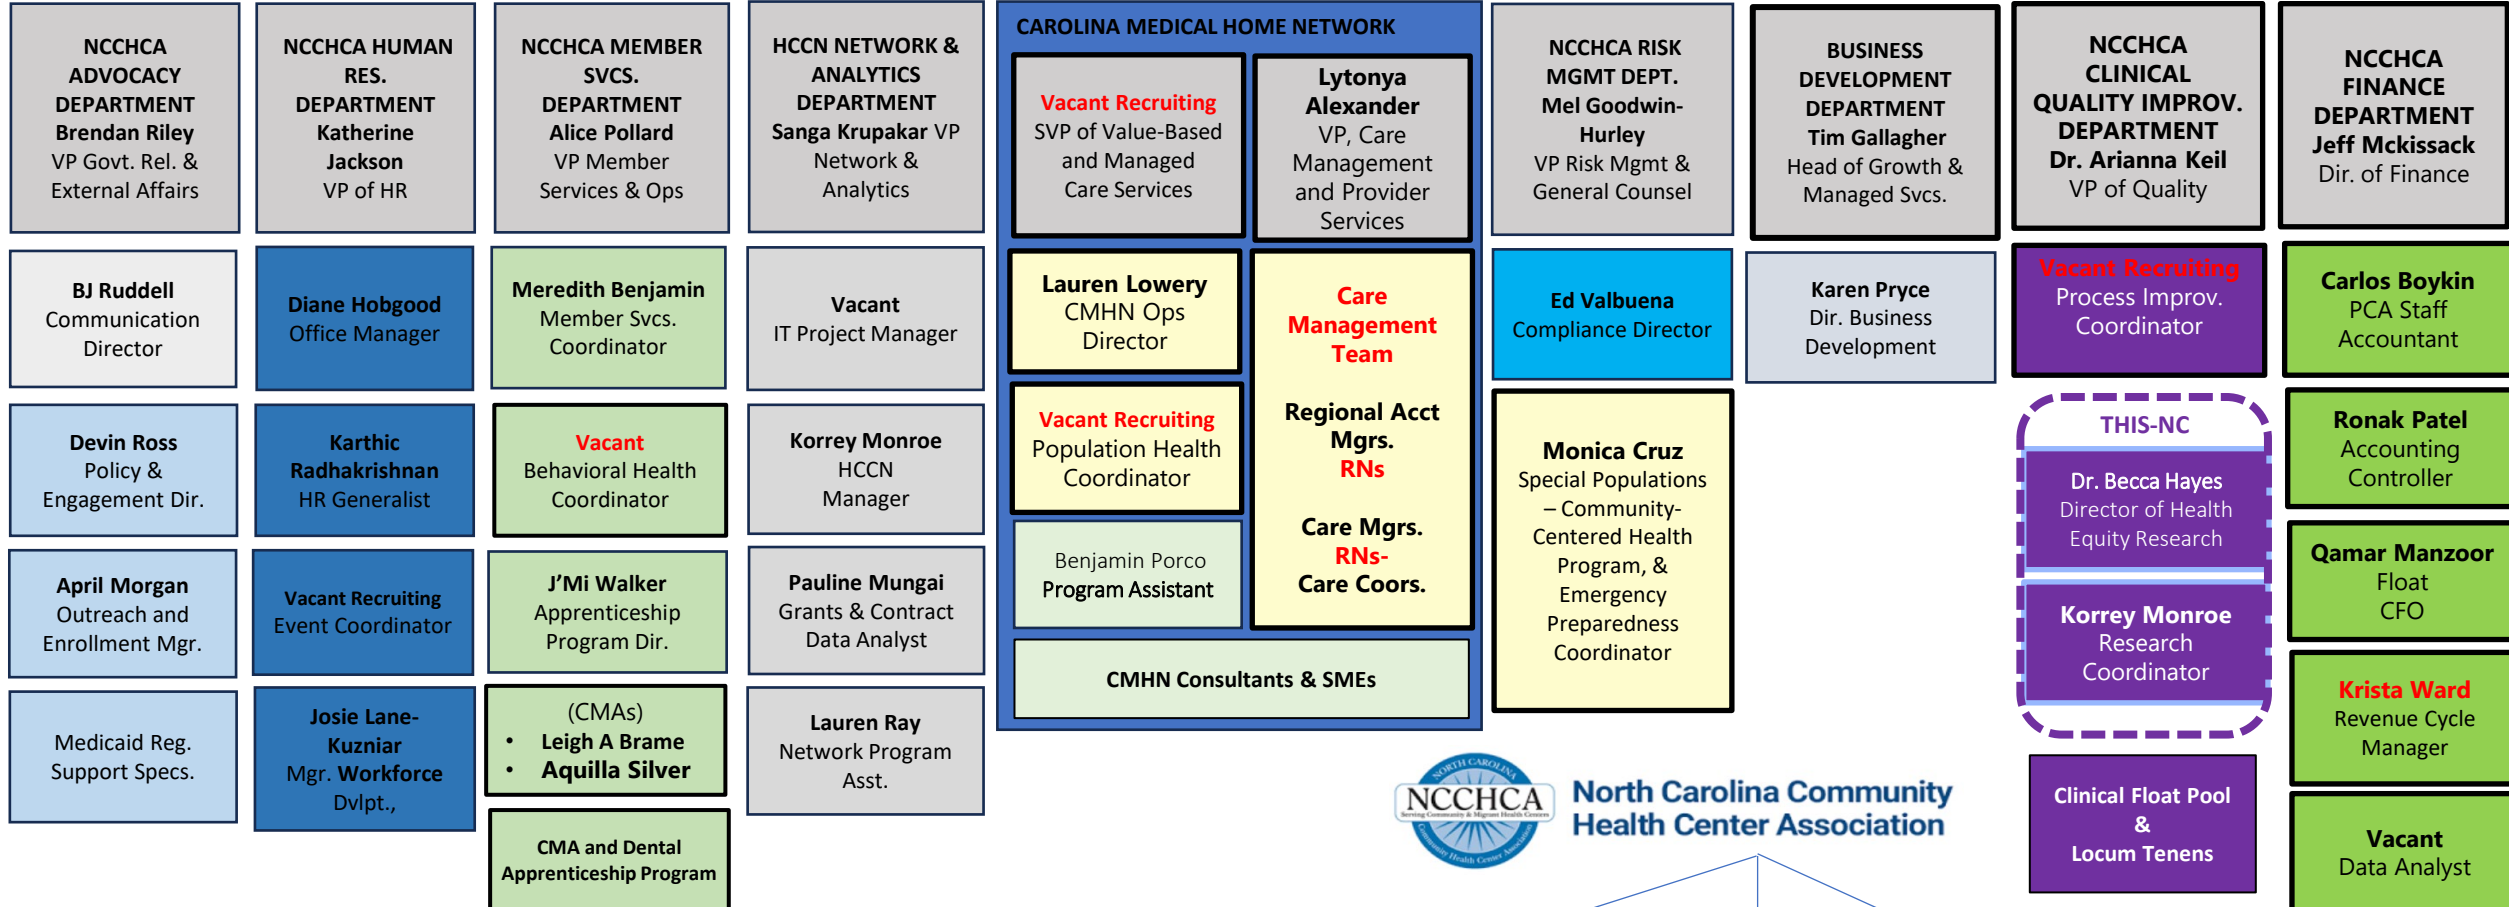 NCCHCA
ADVOCACY
DEPARTMENT
Brendan Riley
VP Govt. Rel. &
External Affairs
BJ Ruddell
Communication
Director
Devin Ross
Policy &
Engagement Dir.
April Morgan
Outreach and
Enrollment Mgr.
Medicaid Reg.
Support Specs.
NCCHCA HUMAN
RES.
DEPARTMENT
Katherine
Jackson
VP of HR
Diane Hobgood
Office Manager
Karthic
Radhakrishnan
HR Generalist
Vacant Recruiting
Event Coordinator
Josie Lane-
Kuzniar
Mgr. Workforce
Dvlpt.,
NCCHCA MEMBER
SVCS.
DEPARTMENT
Alice Pollard
VP Member
Services & Ops
Meredith Benjamin
Member Svcs.
Coordinator
Vacant
Behavioral Health
Coordinator
J’Mi Walker
Apprenticeship
Program Dir.
(CMAs)
• Leigh A Brame
• Aquilla Silver
CMA and Dental
Apprenticeship Program
HCCN NETWORK &
ANALYTICS
DEPARTMENT
Sanga Krupakar VP
Network &
Analytics
Vacant
IT Project Manager
Korrey Monroe
HCCN
Manager
Pauline Mungai
Grants & Contract
Data Analyst
Lauren Ray
Network Program
Asst.
CAROLINA MEDICAL HOME NETWORK
Vacant Recruiting
SVP of Value-Based
and Managed
Care Services
Lauren Lowery
CMHN Ops
Director
Vacant Recruiting
Population Health
Coordinator
Benjamin Porco
Program Assistant
Lytonya
Alexander
VP, Care
Management
and Provider
Services
Care
Management
Team
Regional Acct
Mgrs.
RNs
Care Mgrs.
RNs-
Care Coors.
CMHN Consultants & SMEs
NCCHCA RISK
MGMT DEPT.
Mel Goodwin-
Hurley
VP Risk Mgmt &
General Counsel
Ed Valbuena
Compliance Director
Monica Cruz
Special Populations
– Community-
Centered Health
Program, &
Emergency
Preparedness
Coordinator
BUSINESS
DEVELOPMENT
DEPARTMENT
Tim Gallagher
Head of Growth &
Managed Svcs.
Karen Pryce
Dir. Business
Development
NCCHCA
CLINICAL
QUALITY IMPROV.
DEPARTMENT
Dr. Arianna Keil
VP of Quality
Vacant Recruiting
Process Improv.
Coordinator
THIS-NC
Dr. Becca Hayes
Director of Health
Equity Research
Korrey Monroe
Research
Coordinator
Clinical Float Pool
&
Locum Tenens
NCCHCA
FINANCE
DEPARTMENT
Jeff Mckissack
Dir. of Finance
Carlos Boykin
PCA Staff
Accountant
Ronak Patel
Accounting
Controller
Qamar Manzoor
Float
CFO
Krista Ward
Revenue Cycle
Manager
Vacant
Data Analyst
NORTH CAROLINA
NCCHCA
Serving Community & Migrant Health Centers
Community Health Center Association
North Carolina Community
Health Center Association